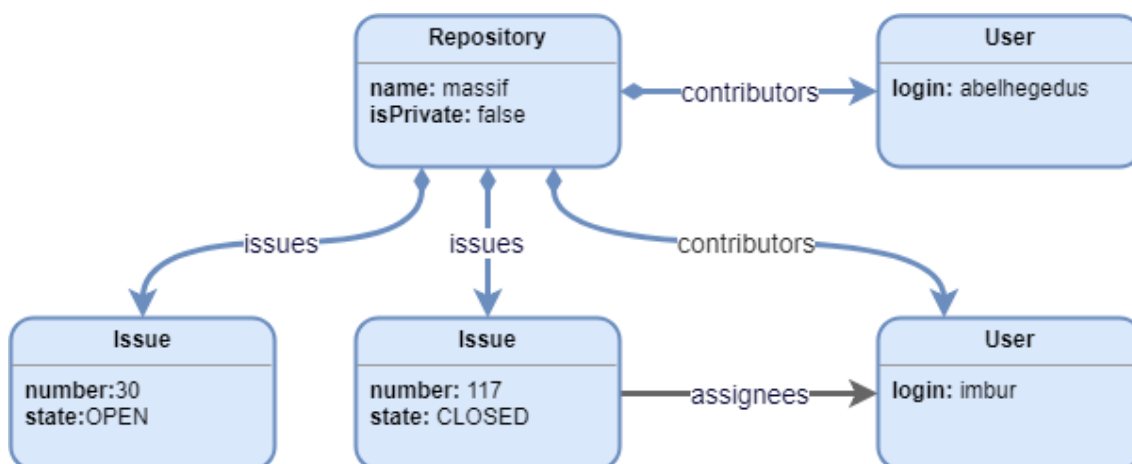 Repository
name: massif
isPrivate: false
contributors
User
login: abelhegedus
issues
issues
contributors
Issue
number:30
state:OPEN
Issue
number: 117
state: CLOSED
assignees
User
login: imbur